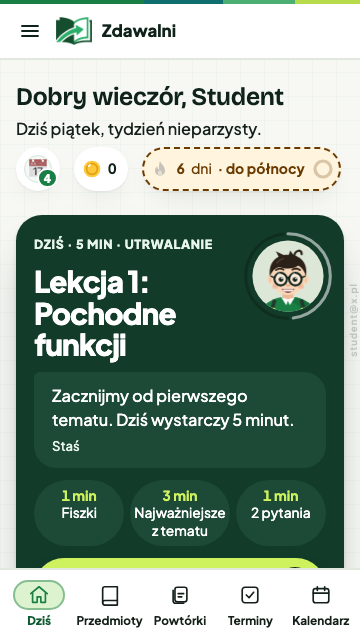 Zdawalni
Dobry wieczór, Student
Dziś piątek, tydzień nieparzysty.
17
4
0
6 dni · do północy
DZIŚ · 5 MIN · UTRWALANIE
Lekcja 1:
Pochodne
funkcji
Zacznijmy od pierwszego
tematu. Dziś wystarczy 5 minut.
Staś
1 min
Fiszki
3 min
Najważniejsze
z tematu
1 min
2 pytania
student@x.pl
Dziś
Przedmioty
Powtórki
Terminy
Kalendarz